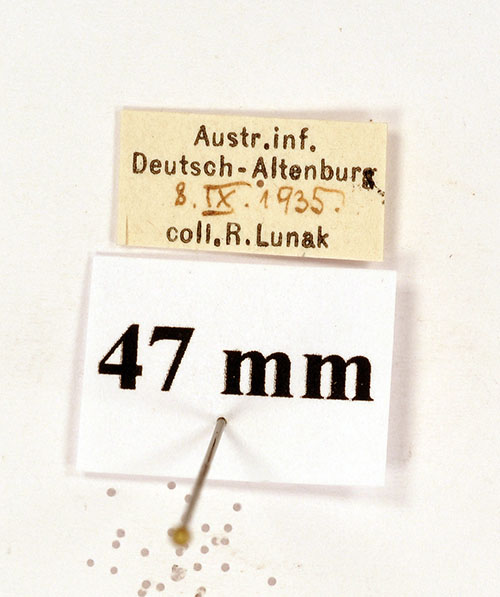 Austr.inf.
Deutsch-Altenburg
8.IX.1935.
coll.R.Lunak
47 mm